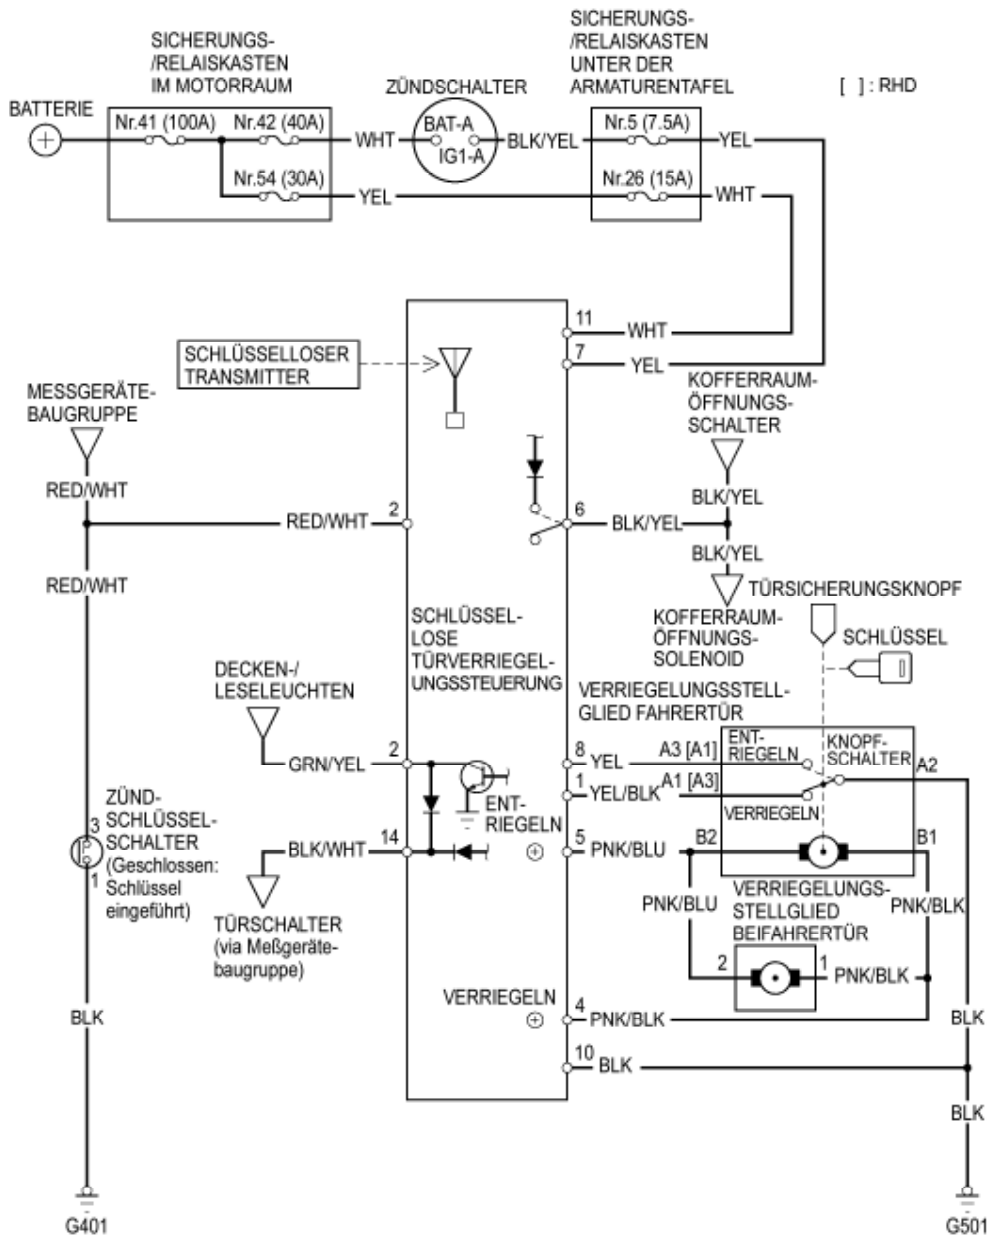 SICHERUNGS-
/RELAISKASTEN
IM MOTORRAUM
SICHERUNGS-
/RELAISKASTEN
UNTER DER
ARMATURENTAFEL
ZÜNDSCHALTER
[ ] : RHD
BATTERIE
Nr.41 (100A)
Nr.42 (40A)
WHT
BAT-A
IG1-A
BLK/YEL
Nr.5 (7.5A)
YEL
Nr.54 (30A)
YEL
Nr.26 (15A)
WHT
11
WHT
7
YEL
SCHLÜSSELLOSER
TRANSMITTER
MESSGERÄTE-
BAUGRUPPE
KOFFERRAUM-
ÖFFNUNGS-
SCHALTER
RED/WHT
BLK/YEL
RED/WHT
2
6
BLK/YEL
RED/WHT
BLK/YEL
TÜRSICHERUNGSKNOPF
KOFFERRAUM-
ÖFFNUNGS-
SOLENOID
SCHLÜSSEL
SCHLÜSSEL-
LOSE
TÜRVERRIEGEL-
UNGSSTEUERUNG
DECKEN-/
LESELEUCHTEN
VERRIEGELUNGSSTELL-
GLIED FAHRERTÜR
GRN/YEL
2
8
YEL
A3 [A1]
ENT-
RIEGELN
KNOPF-
SCHALTER
A2
1
YEL/BLK
A1 [A3]
VERRIEGELN
ENT-
RIEGELN
ZÜND-
SCHLÜSSEL-
SCHALTER
(Geschlossen:
Schlüssel
eingeführt)
3
1
BLK/WHT
14
5
PNK/BLU
B2
B1
PNK/BLU
VERRIEGELUNGS-
STELLGLIED
BEIFAHRERTÜR
PNK/BLK
TÜRSCHALTER
(via Meßgeräte-
baugruppe)
2
1
PNK/BLK
VERRIEGELN
4
PNK/BLK
BLK
BLK
10
BLK
BLK
G401
G501